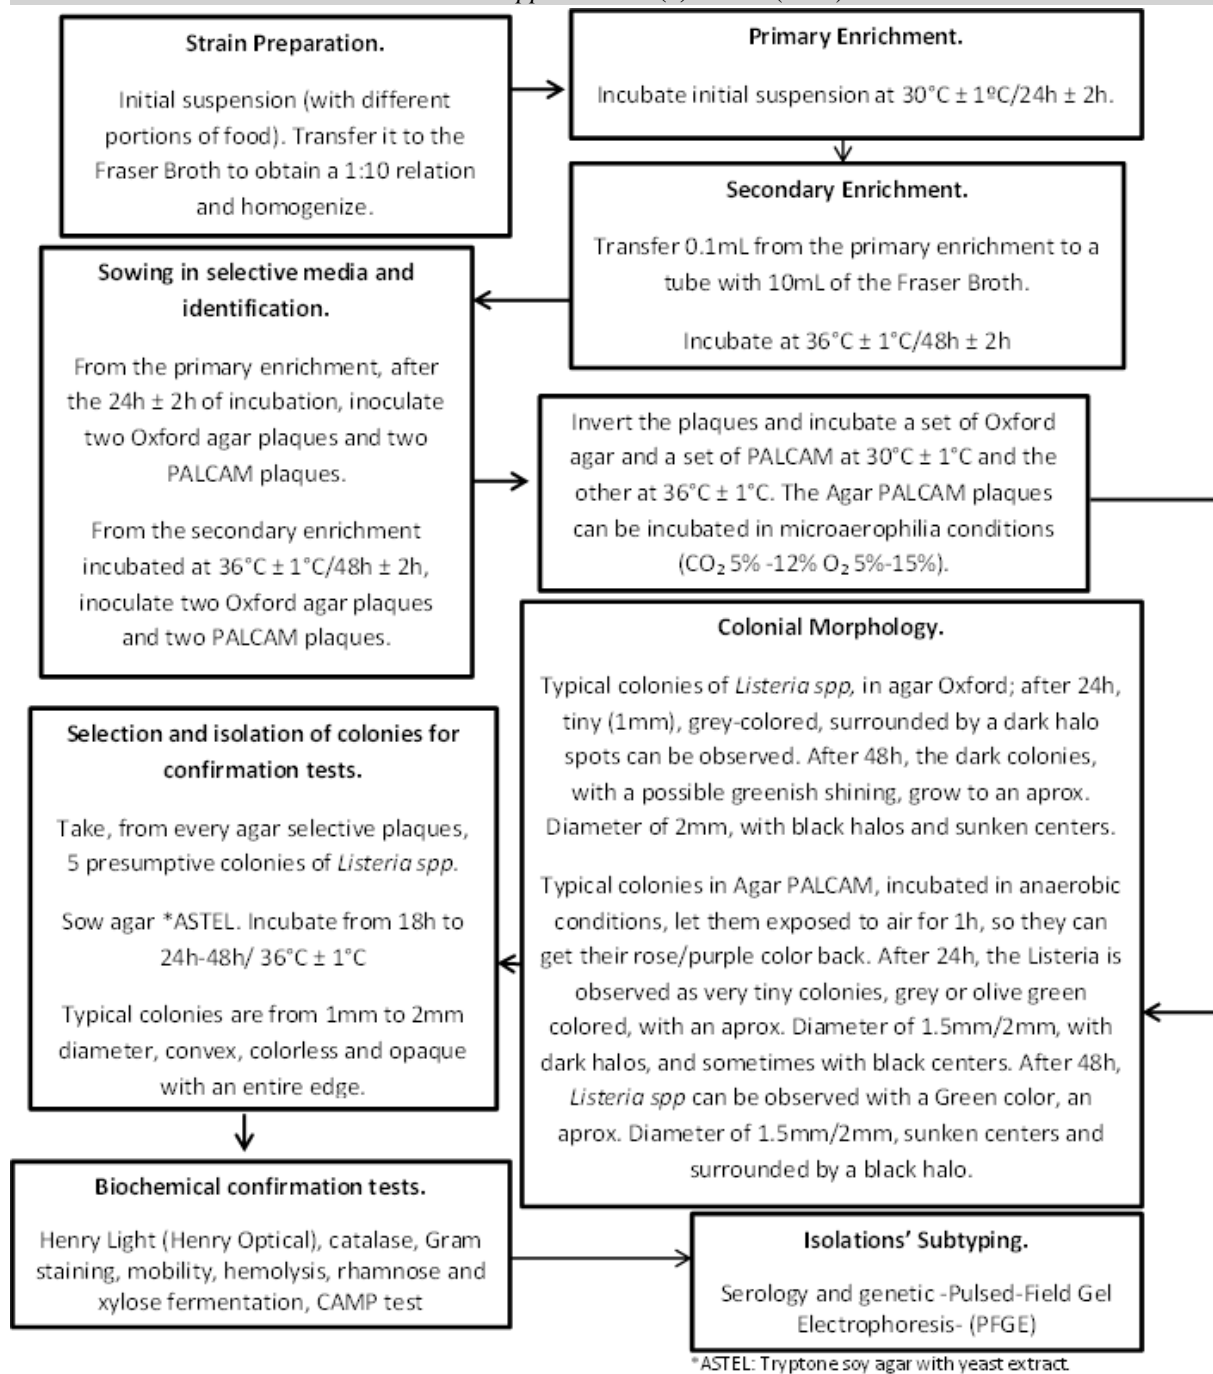 Strain Preparation.
Initial suspension (with different
portions of food). Transfer it to the
Fraser Broth to obtain a 1:10 relation
and homogenize.
Primary Enrichment.
Incubate initial suspension at 30°C ± 1ºC/24h ± 2h.
Secondary Enrichment.
Transfer 0.1mL from the primary enrichment to a
tube with 10mL of the Fraser Broth.
Incubate at 36°C ± 1°C/48h ± 2h
Sowing in selective media and
identification.
From the primary enrichment, after
the 24h ± 2h of incubation, inoculate
two Oxford agar plaques and two
PALCAM plaques.
From the secondary enrichment
incubated at 36°C ± 1°C/48h ± 2h,
inoculate two Oxford agar plaques
and two PALCAM plaques.
Invert the plaques and incubate a set of Oxford
agar and a set of PALCAM at 30°C ± 1°C and the
other at 36°C ± 1°C. The Agar PALCAM plaques
can be incubated in microaerophilia conditions
(CO₂ 5% -12% O₂ 5%-15%).
Colonial Morphology.
Typical colonies of Listeria spp, in agar Oxford; after 24h,
tiny (1mm), grey-colored, surrounded by a dark halo
spots can be observed. After 48h, the dark colonies,
with a possible greenish shining, grow to an aprox.
Diameter of 2mm, with black halos and sunken centers.
Typical colonies in Agar PALCAM, incubated in anaerobic
conditions, let them exposed to air for 1h, so they can
get their rose/purple color back. After 24h, the Listeria is
observed as very tiny colonies, grey or olive green
colored, with an aprox. Diameter of 1.5mm/2mm, with
dark halos, and sometimes with black centers. After 48h,
Listeria spp can be observed with a Green color, an
aprox. Diameter of 1.5mm/2mm, sunken centers and
surrounded by a black halo.
Selection and isolation of colonies for
confirmation tests.
Take, from every agar selective plaques,
5 presumptive colonies of Listeria spp.
Sow agar *ASTEL. Incubate from 18h to
24h-48h/ 36°C ± 1°C
Typical colonies are from 1mm to 2mm
diameter, convex, colorless and opaque
with an entire edge.
Biochemical confirmation tests.
Henry Light (Henry Optical), catalase, Gram
staining, mobility, hemolysis, rhamnose and
xylose fermentation, CAMP test
Isolations' Subtyping.
Serology and genetic -Pulsed-Field Gel
Electrophoresis- (PFGE)
*ASTEL: Tryptone soy agar with yeast extract.